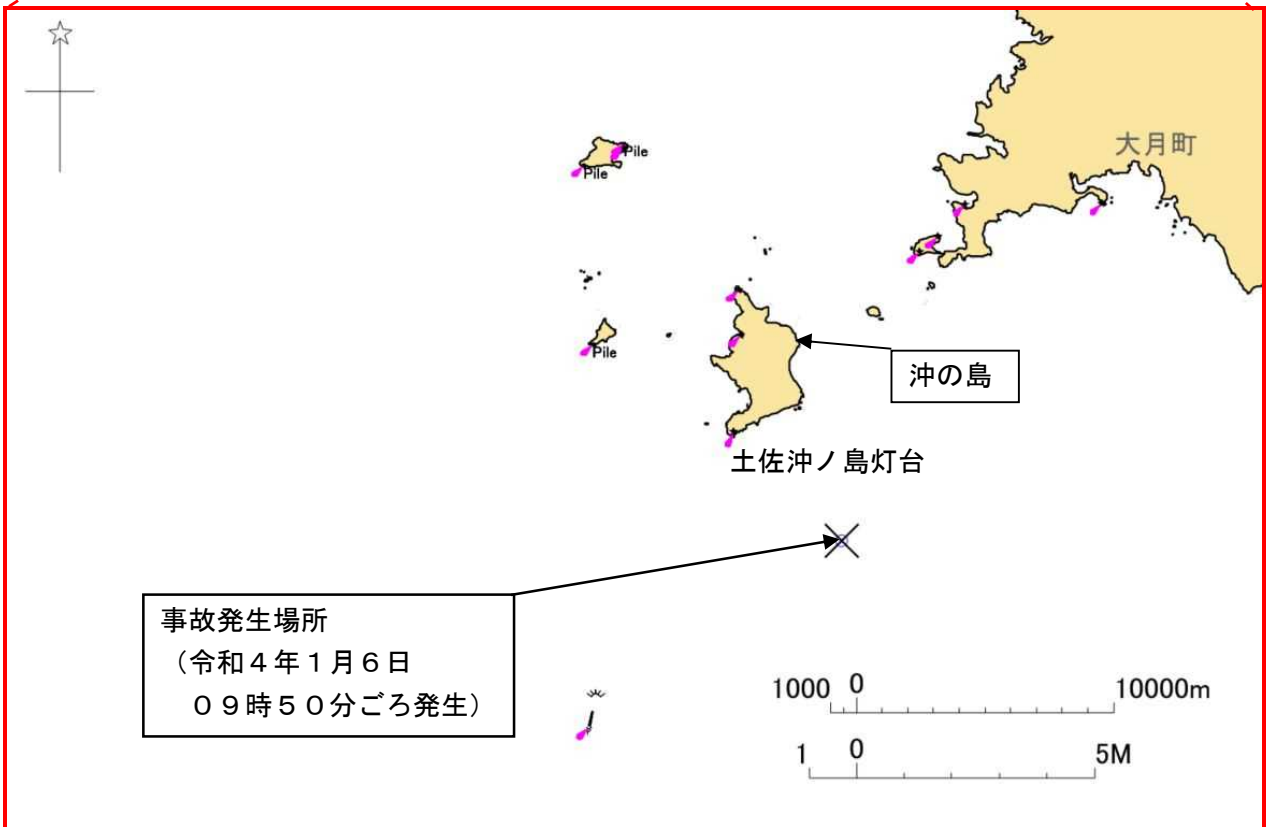 Pile
Pile
大月町
Pile
沖の島
土佐沖ノ島灯台
事故発生場所
（令和４年１月６日
０９時５０分ごろ発生）
1000 0 10000m
1 0 5M